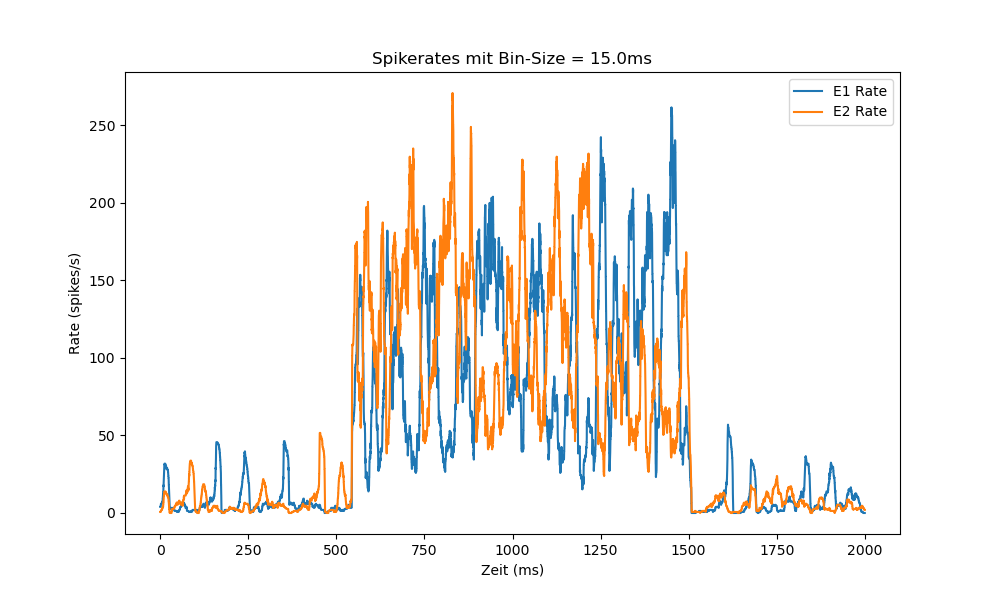 Spikerates mit Bin-Size = 15.0ms
E1 Rate
E2 Rate
Rate (spikes/s)
250
200
150
100
50
0
0 250 500 750 1000 1250 1500 1750 2000
Zeit (ms)